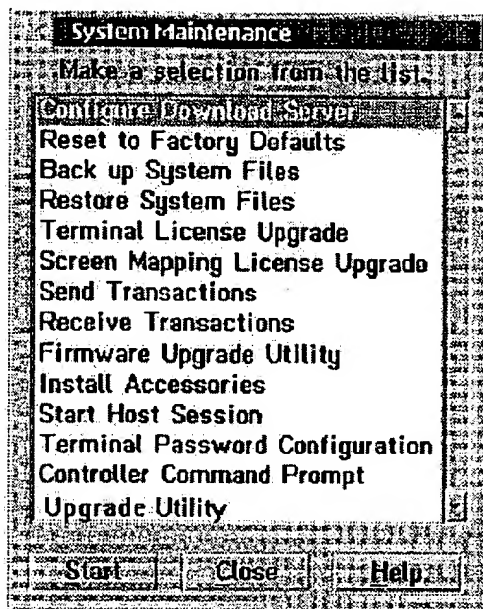 System Maintenance
Make a selection from the list.
Configure Download Server
Reset to Factory Defaults
Back up System Files
Restore System Files
Terminal License Upgrade
Screen Mapping License Upgrade
Send Transactions
Receive Transactions
Firmware Upgrade Utility
Install Accessories
Start Host Session
Terminal Password Configuration
Controller Command Prompt
Upgrade Utility
Start Close Help